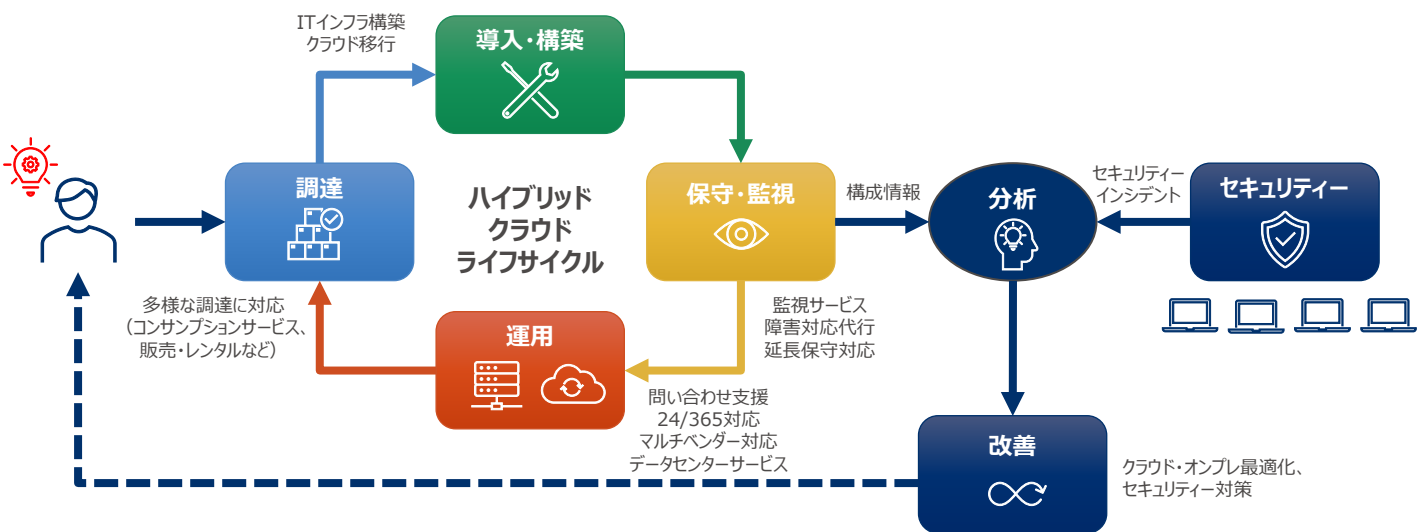 ITインフラ構築
クラウド移行
導入・構築
調達
ハイブリッド
クラウド
ライフサイクル
保守・監視
構成情報
分析
セキュリティー
インシデント
セキュリティー
多様な調達に対応
(コンサンプションサービス、
販売・レンタルなど)
運用
監視サービス
障害対応代行
延長保守対応
問い合わせ支援
24/365対応
マルチベンダー対応
データセンターサービス
改善
クラウド・オンプレ最適化、
セキュリティー対策